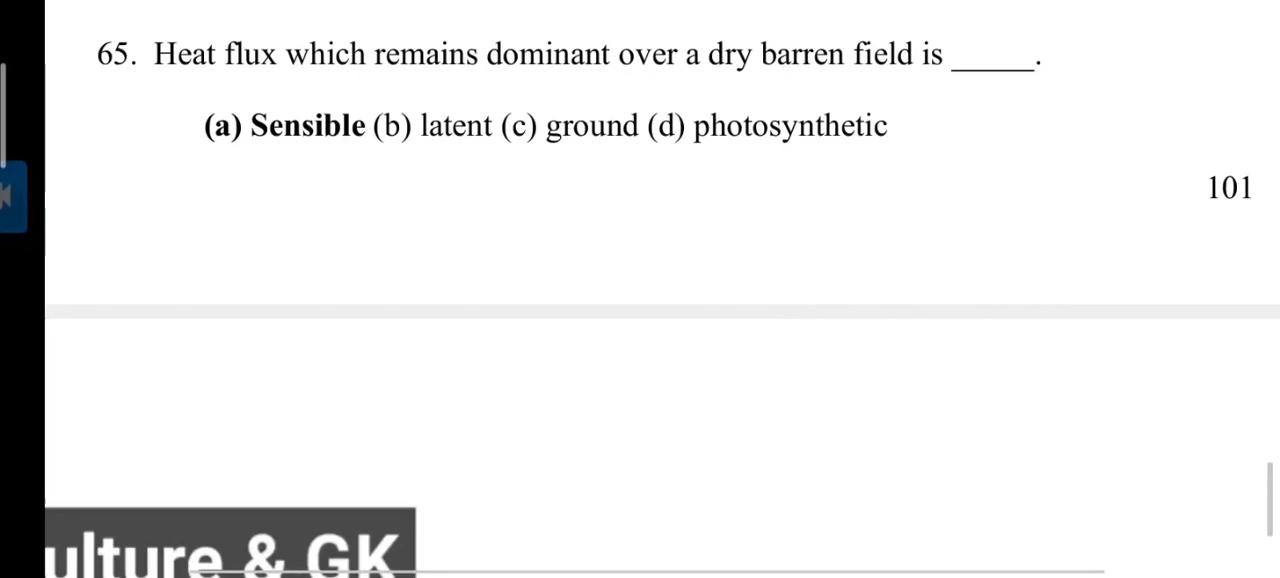 65. Heat flux which remains dominant over a dry barren field is _____.
(a) Sensible (b) latent (c) ground (d) photosynthetic
101
ulture & GK